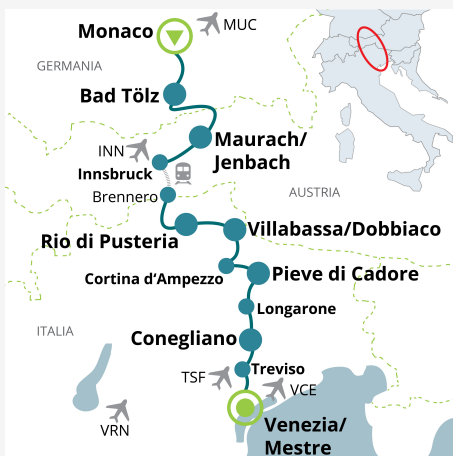 Monaco
MUC
GERMANIA
Bad Tölz
Maurach/
Jenbach
INN
Innsbruck
Brennero
AUSTRIA
Rio di Pusteria
Villabassa/Dobbiaco
Cortina d'Ampezzo
Pieve di Cadore
Longarone
ITALIA
Conegliano
Treviso
TSF
VCE
VRN
Venezia/
Mestre